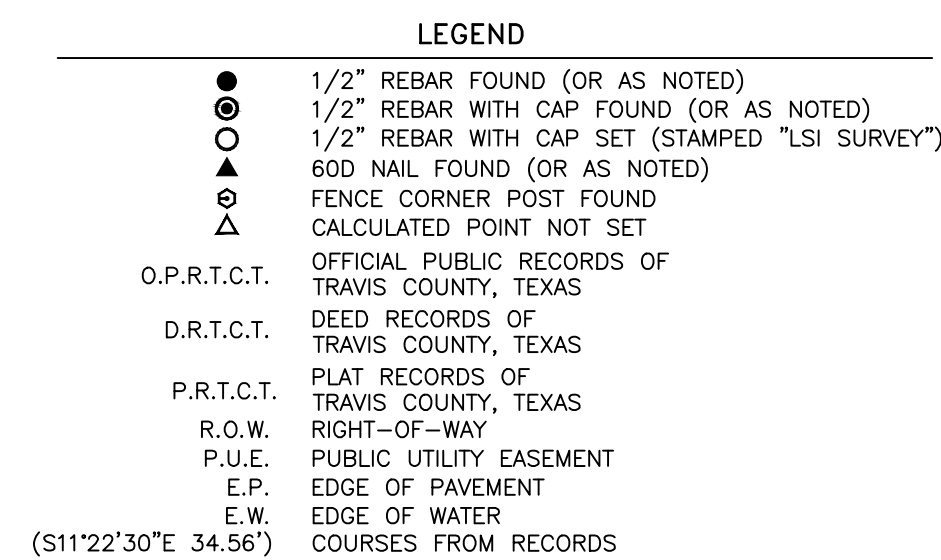 LEGEND
1/2" REBAR FOUND (OR AS NOTED)
1/2" REBAR WITH CAP FOUND (OR AS NOTED)
1/2" REBAR WITH CAP SET (STAMPED "LSI SURVEY")
60D NAIL FOUND (OR AS NOTED)
FENCE CORNER POST FOUND
CALCULATED POINT NOT SET
O.P.R.T.C.T. OFFICIAL PUBLIC RECORDS OF
TRAVIS COUNTY, TEXAS
D.R.T.C.T. DEED RECORDS OF
TRAVIS COUNTY, TEXAS
P.R.T.C.T. PLAT RECORDS OF
TRAVIS COUNTY, TEXAS
R.O.W. RIGHT-OF-WAY
P.U.E. PUBLIC UTILITY EASEMENT
E.P. EDGE OF PAVEMENT
E.W. EDGE OF WATER
(S11°22'30"E 34.56') COURSES FROM RECORDS